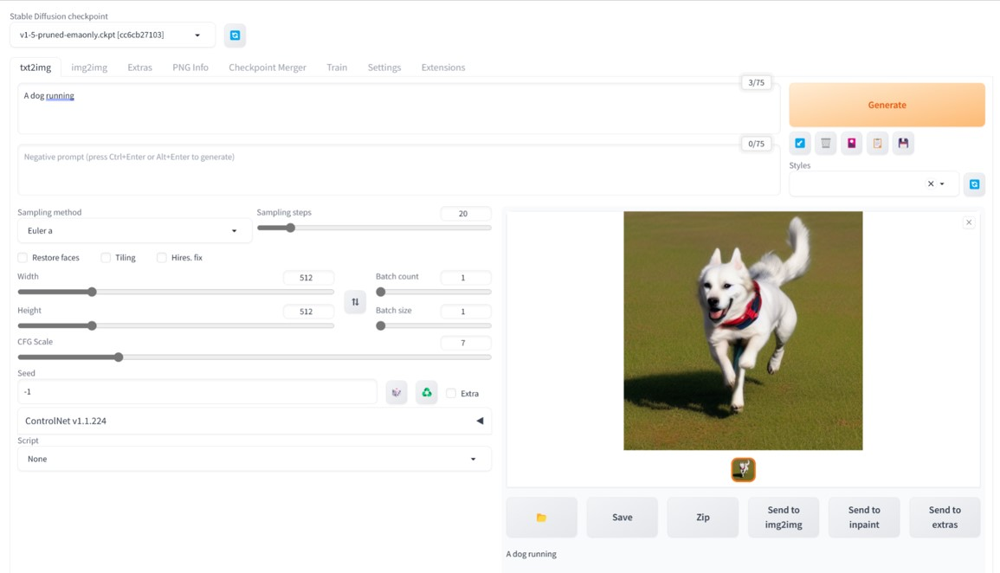 Stable Diffusion checkpoint
v1-5-pruned-emaonly.ckpt [cc6cb27103]
txt2img img2img Extras PNG Info Checkpoint Merger Train Settings Extensions
3/75
A dog running
Generate
0/75
Negative prompt (press Ctrl+Enter or Alt+Enter to generate)
Styles
Sampling method
Euler a
Sampling steps 20
Restore faces Tiling Hires. fix
Width 512
Batch count 1
Height 512
Batch size 1
CFG Scale 7
Seed
-1
Extra
ControlNet v1.1.224
Script
None
Save
Zip
Send to
img2img
Send to
inpaint
Send to
extras
A dog running